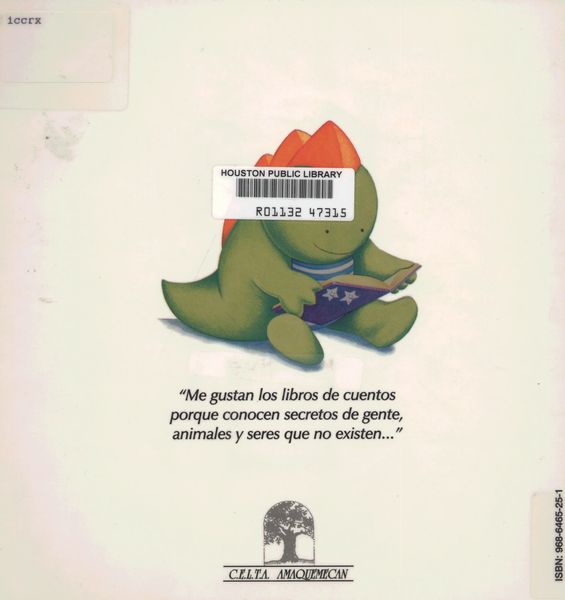 iccrx
HOUSTON PUBLIC LIBRARY
R01132 47315
“Me gustan los libros de cuentos
porque conocen secretos de gente,
animales y seres que no existen...”
C.E.L.T.A. AMAQUEMECAN
ISBN: 968-6465-25-1